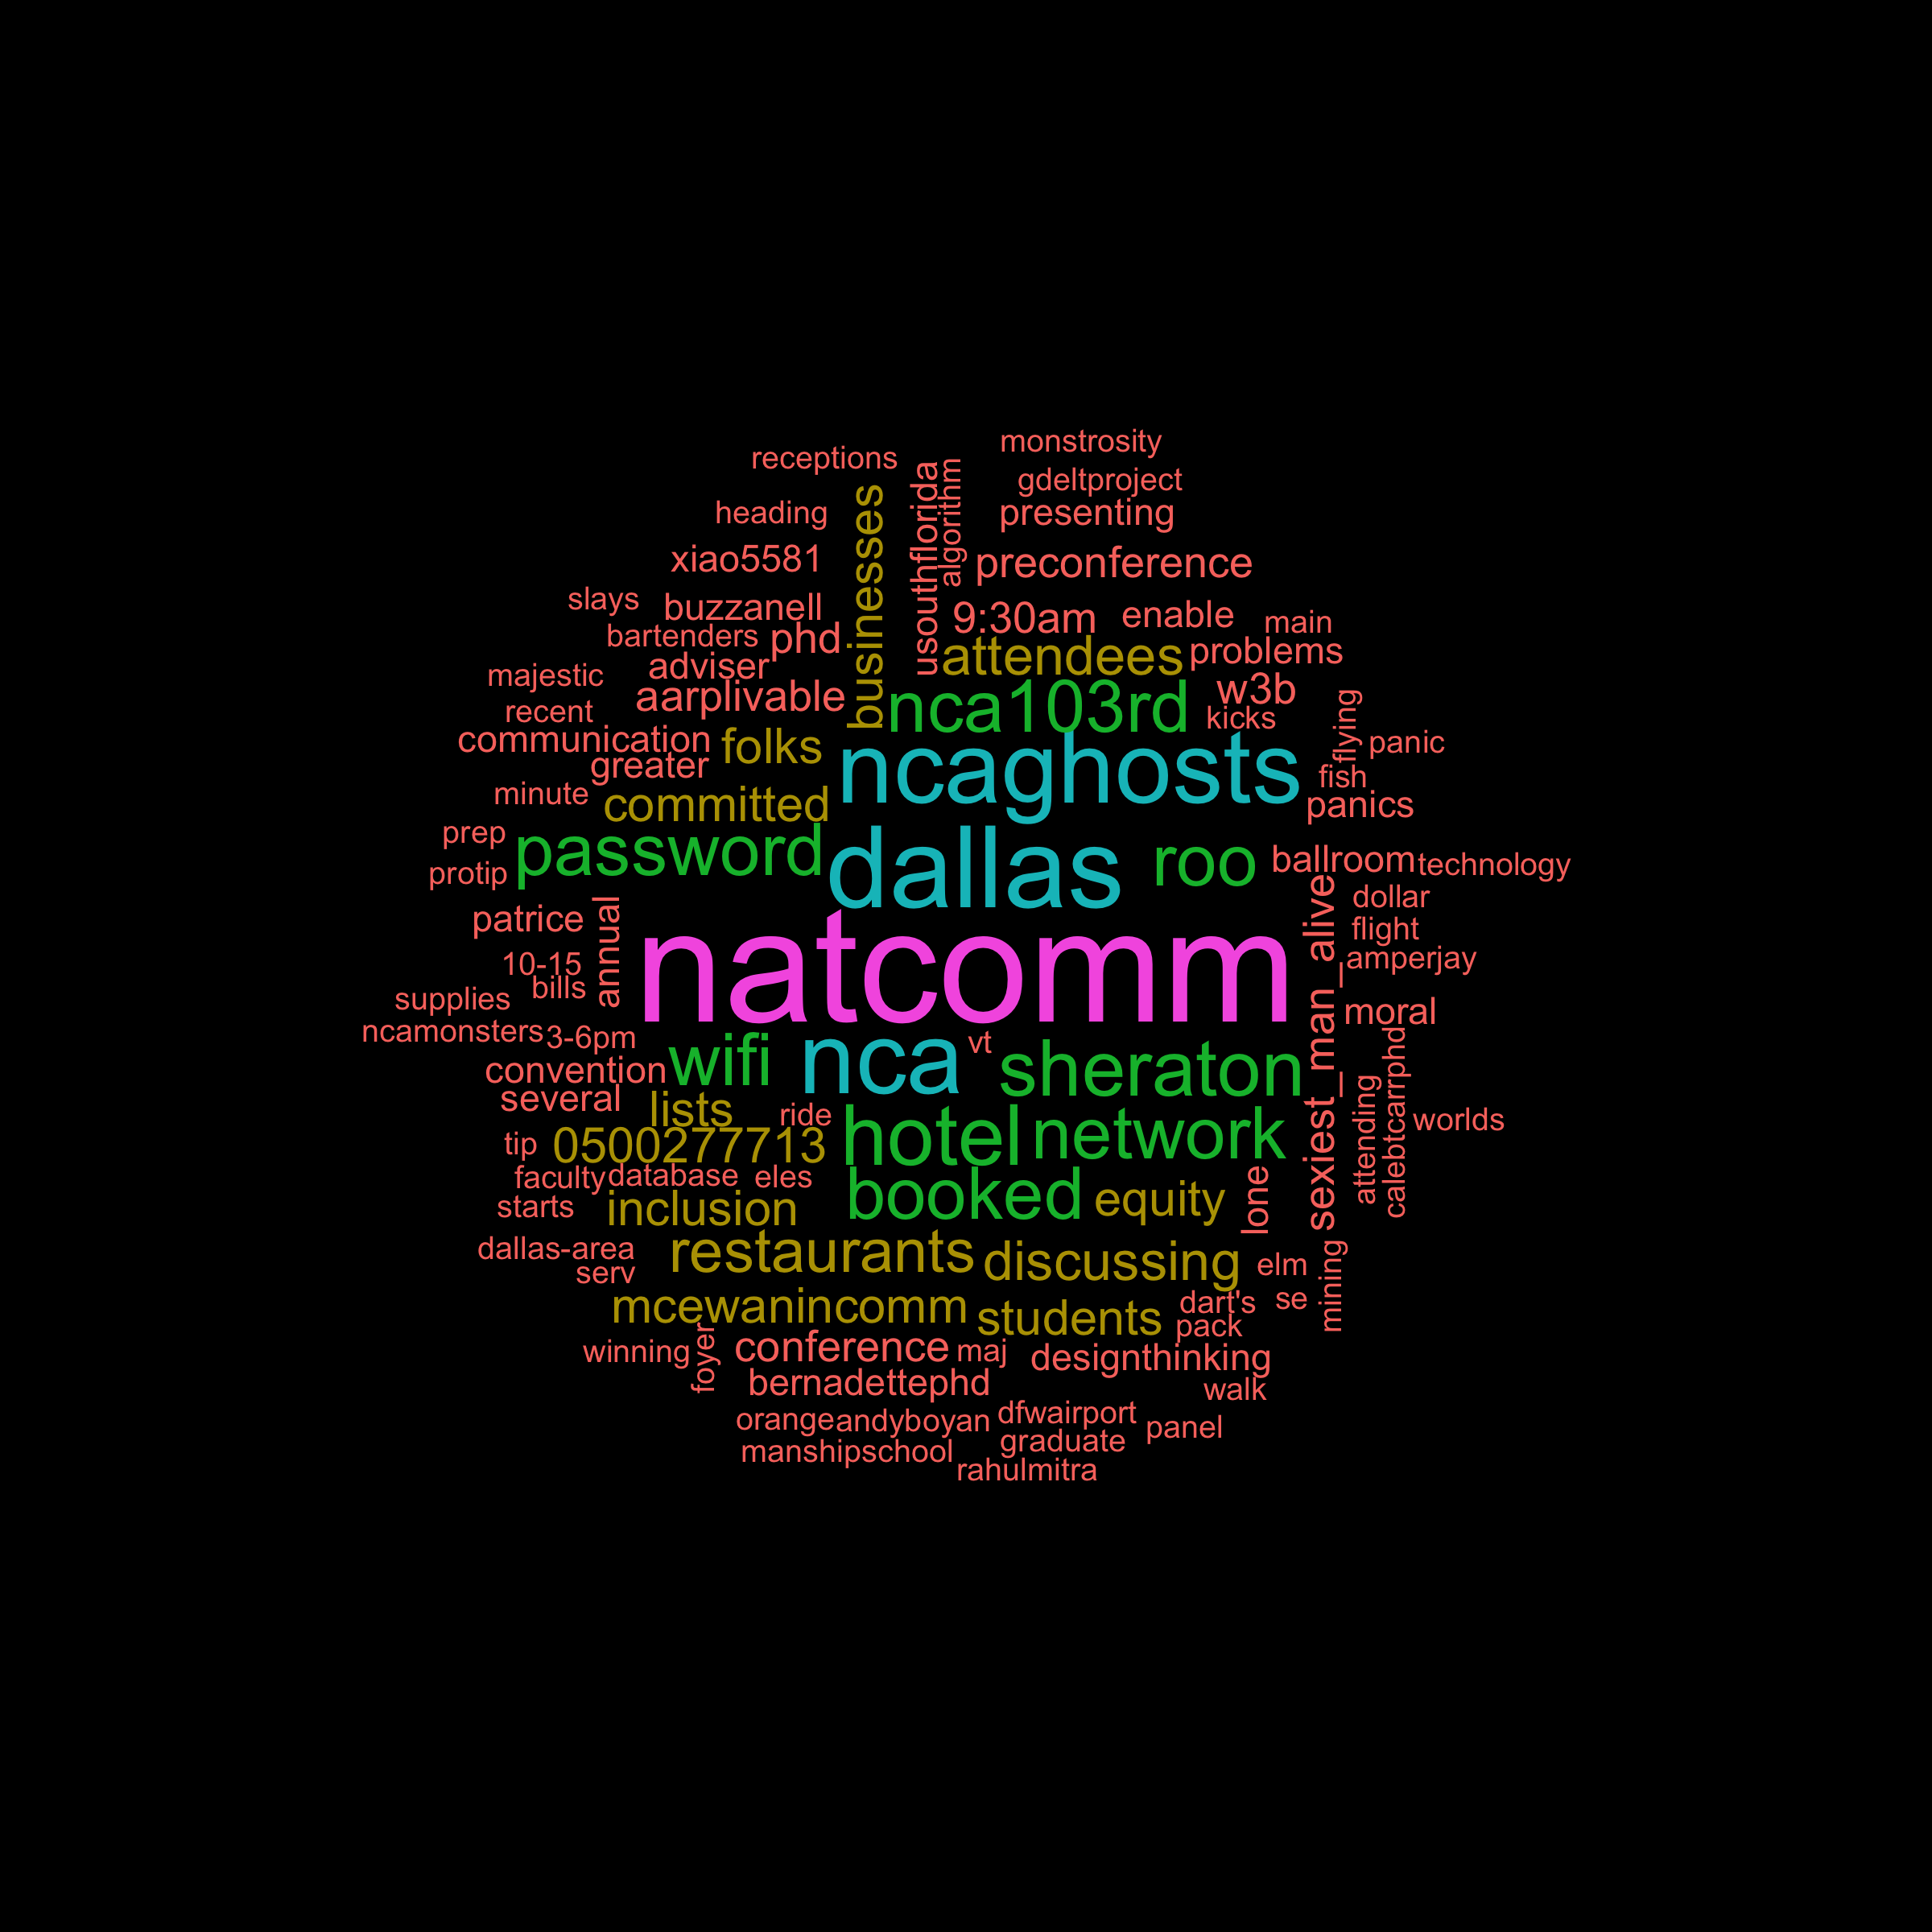 monstrosity
receptions
gdeltproject
usouthflorida
algorithm
heading
presenting
businesses
xiao5581
preconference
slays
buzzanell
9:30am
enable
main
bartenders
phd
attendees
problems
adviser
majestic
aarplivable
nca103rd
w3b
recent
kicks
flying
communication
folks
panic
greater
ncaghosts
fish
minute
committed
panics
prep
password
dallas
roo
ballroom
technology
protip
dollar
patrice
annual
sexiest_man_alive
flight
10-15
natcomm
amperjay
bills
supplies
moral
ncamonsters
3-6pm
wifi
nca
vt
sheraton
calebtcarrphd
convention
several
lists
ride
attending
worlds
tip
0500277713
hotel
network
faculty
database
eles
booked
equity
lone
starts
inclusion
dallas-area
restaurants
discussing
elm
mining
serv
mcewanincomm
students
dart's
se
pack
winning
foyer
conference
maj
designthinking
bernadettephd
walk
orange
andyboyan
dfwairport
panel
manshipschool
graduate
rahulmitra